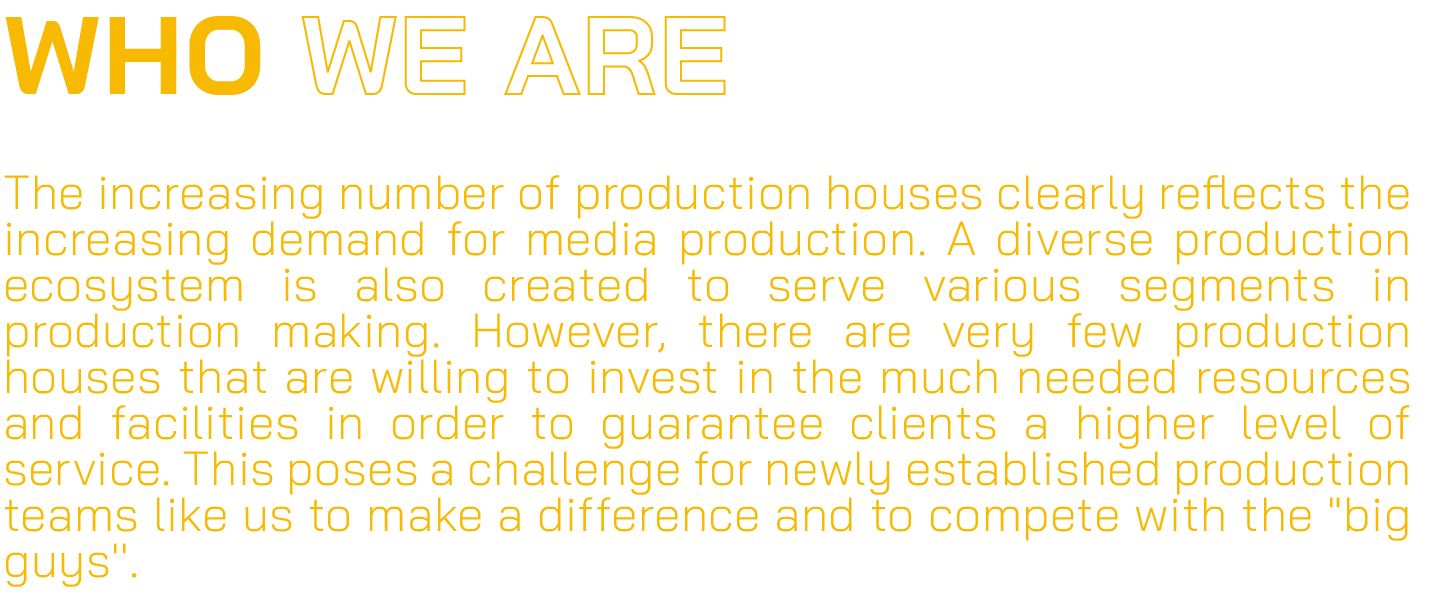 WHO WE ARE
The increasing number of production houses clearly reflects the
increasing demand for media production. A diverse production
ecosystem is also created to serve various segments in
production making. However, there are very few production
houses that are willing to invest in the much needed resources
and facilities in order to guarantee clients a higher level of
service. This poses a challenge for newly established production
teams like us to make a difference and to compete with the "big
guys".